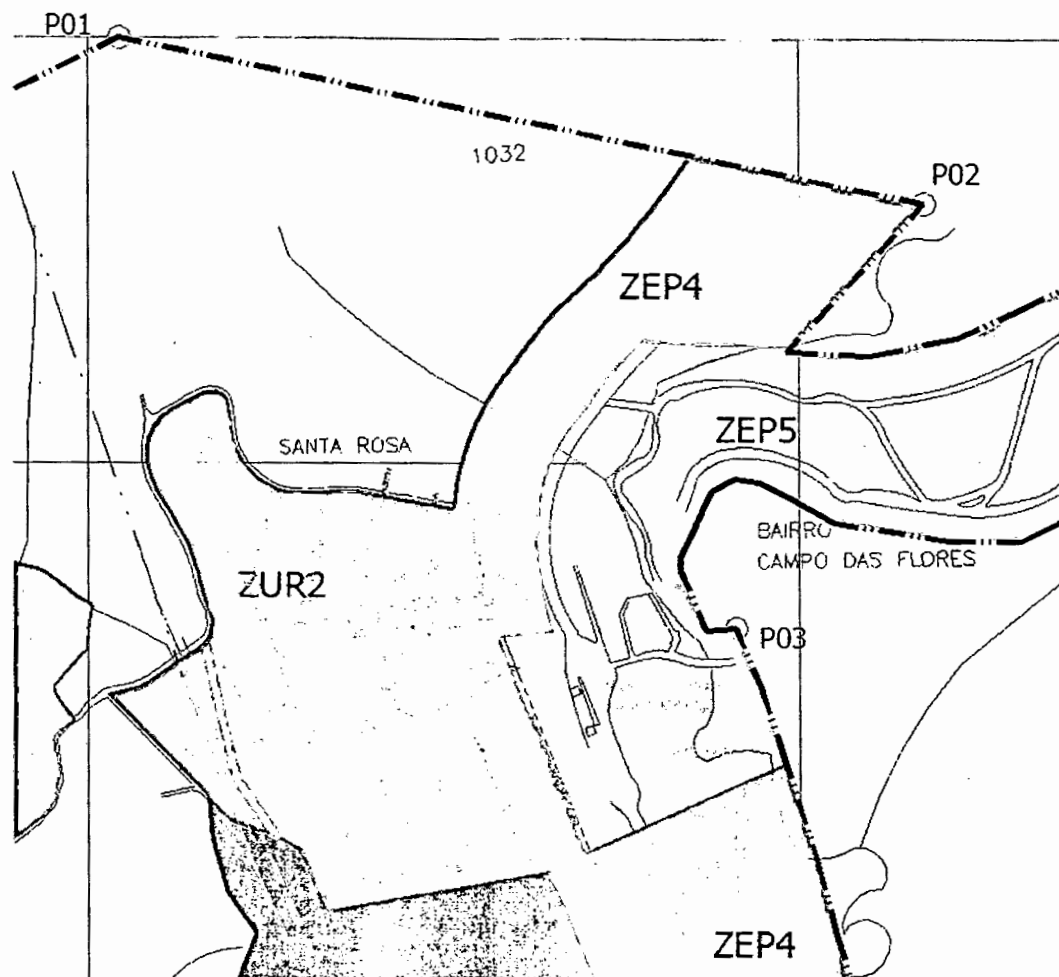 P01
1032
P02
ZEP4
ZEP5
SANTA ROSA
BAIRRO
CAMPO DAS FLORES
ZUR2
P03
ZEP4